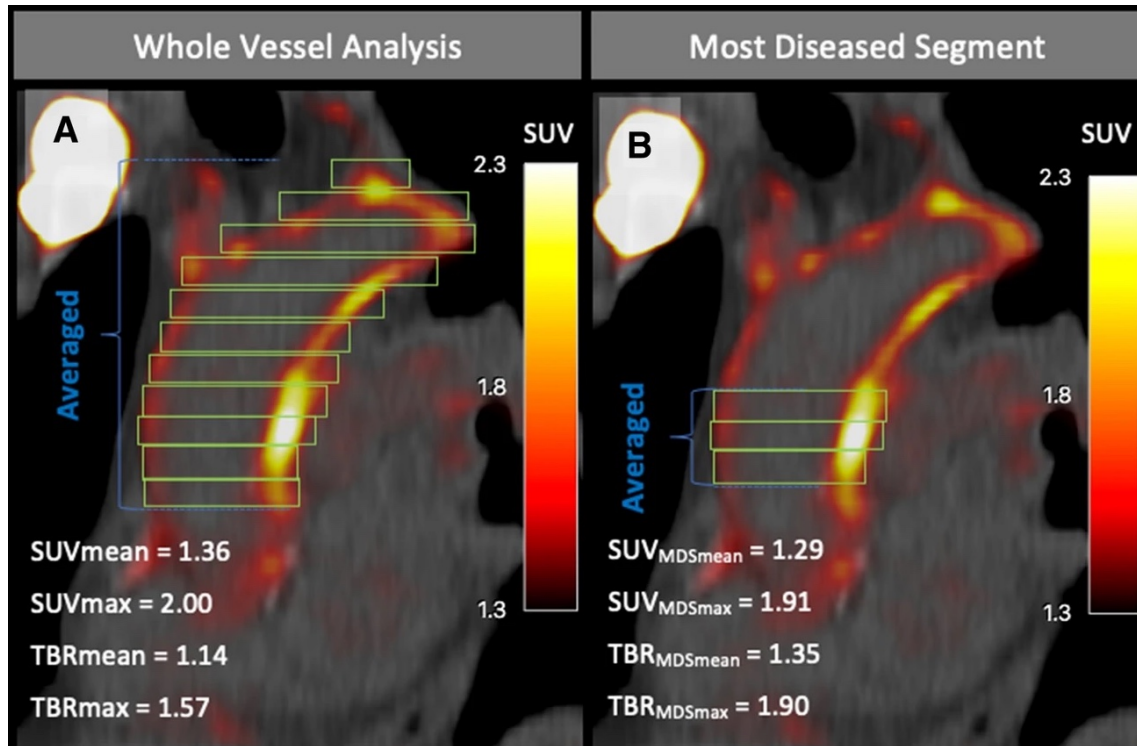 Whole Vessel Analysis
A
SUV
2.3
1.8
1.3
Averaged
SUVmean = 1.36
SUVmax = 2.00
TBRmean = 1.14
TBRmax = 1.57
Most Diseased Segment
B
SUV
2.3
1.8
1.3
Averaged
SUVMDSmean = 1.29
SUVMDSmax = 1.91
TBRMDSmean = 1.35
TBRMDSmax = 1.90